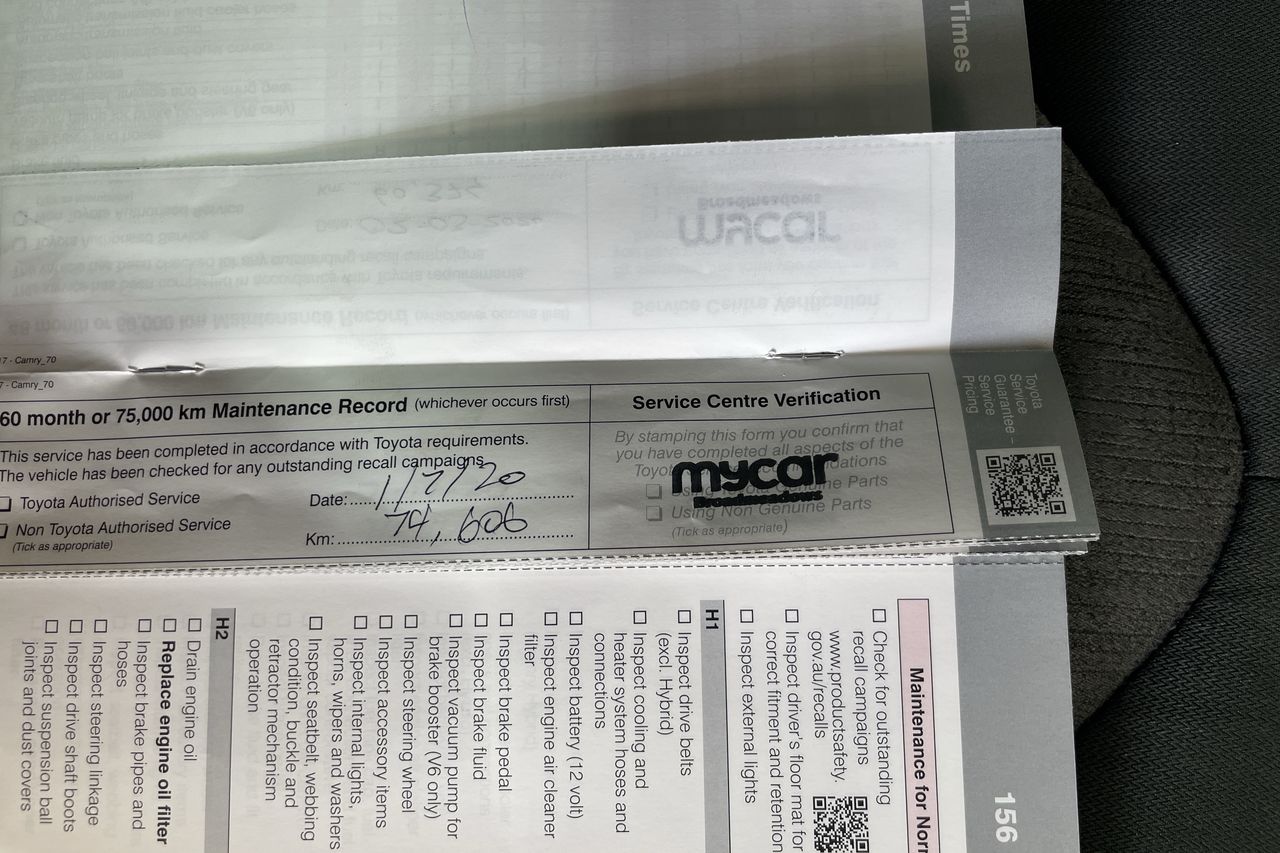 Times
7 - Camry_70
7 - Camry_70
60 month or 75,000 km Maintenance Record (whichever occurs first)
This service has been completed in accordance with Toyota requirements.
The vehicle has been checked for any outstanding recall campaigns
Toyota Authorised Service
Date: 1/7/20
Non Toyota Authorised Service
(Tick as appropriate)
Km: 74,606
Service Centre Verification
By stamping this form you confirm that
you have completed all aspects of the
mycar
Broadmeadows
Using Non Genuine Parts
(Tick as appropriate)
Toyota
Service
Guarantee –
Service
Pricing
156
Maintenance for Nor
Check for outstanding
recall campaigns
www.productsafety.
gov.au/recalls
Inspect driver's floor mat for
correct fitment and retention
Inspect external lights
H1
Inspect drive belts
(excl. Hybrid)
Inspect cooling and
heater system hoses and
connections
Inspect battery (12 volt)
Inspect engine air cleaner
filter
Inspect brake pedal
Inspect brake fluid
Inspect vacuum pump for
brake booster (V6 only)
Inspect steering wheel
Inspect accessory items
Inspect internal lights,
horns, wipers and washers
Inspect seatbelt, webbing
condition, buckle and
retractor mechanism
operation
H2
Drain engine oil
Replace engine oil filter
Inspect brake pipes and
hoses
Inspect steering linkage
Inspect drive shaft boots
Inspect suspension ball
joints and dust covers